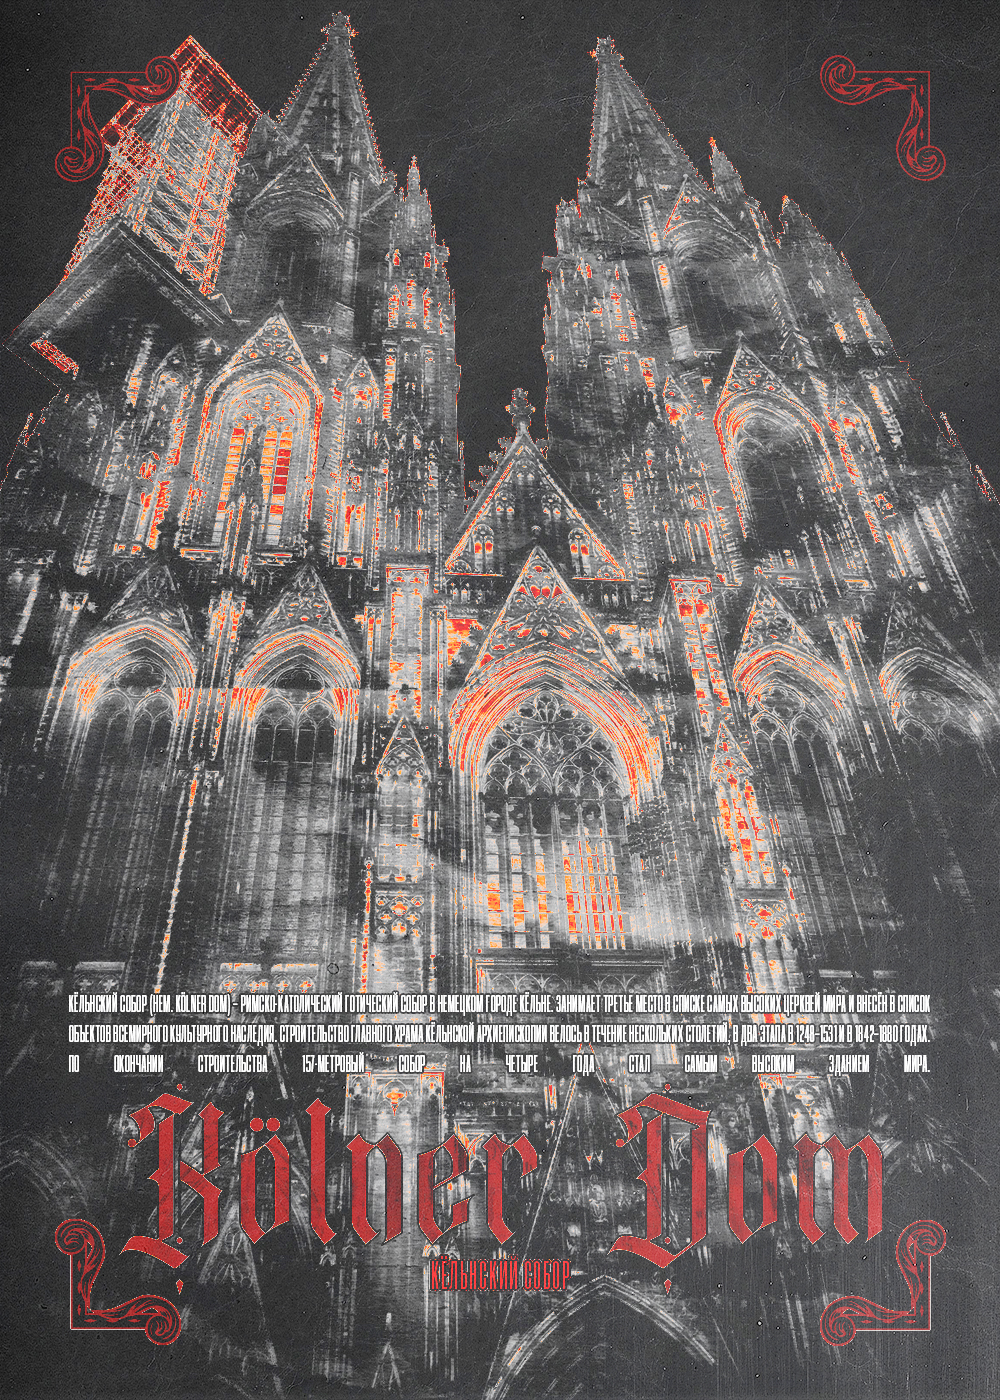 КЁЛЬНСКИЙ СОБОР (НЕМ. KÖLNER DOM) - РИМСКО-КАТОЛИЧЕСКИЙ ГОТИЧЕСКИЙ СОБОР В НЕМЕЦКОМ ГОРОДЕ КЁЛЬНЕ. ЗАНИМАЕТ ТРЕТЬЕ МЕСТО В СПИСКЕ САМЫХ ВЫСОКИХ ЦЕРКВЕЙ МИРА И ВНЕСЁН В СПИСОК
ОБЪЕКТОВ ВСЕМИРНОГО КУЛЬТУРНОГО НАСЛЕДИЯ. СТРОИТЕЛЬСТВО ГЛАВНОГО ХРАМА КЁЛЬНСКОЙ АРХИЕПИСКОПИИ ВЕЛОСЬ В ТЕЧЕНИЕ НЕСКОЛЬКИХ СТОЛЕТИЙ, В ДВА ЭТАПА В 1248-1531 И В 1842-1880 ГОДАХ.
ПО ОКОНЧАНИИ СТРОИТЕЛЬСТВА 157-МЕТРОВЫЙ СОБОР НА ЧЕТЫРЕ ГОДА СТАЛ САМЫМ ВЫСОКИМ ЗДАНИЕМ МИРА.
Kölner Dom
КЁЛЬНСКИЙ СОБОР